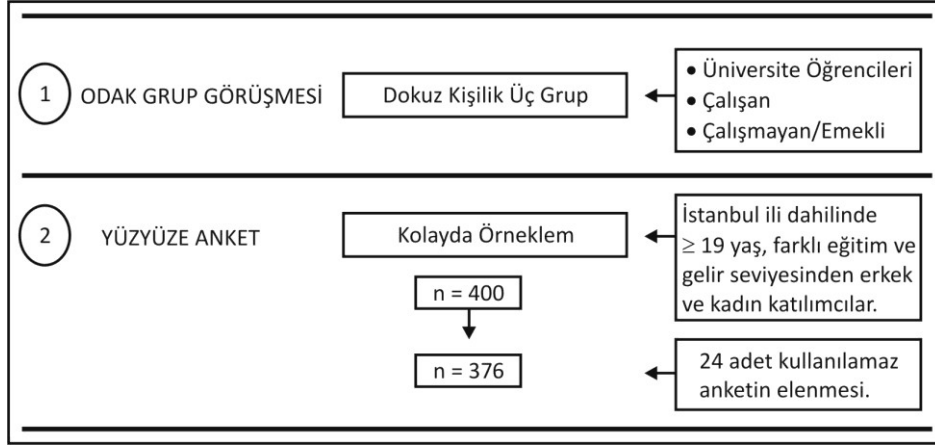 1
ODAK GRUP GÖRÜŞMESİ
Dokuz Kişilik Üç Grup
• Üniversite Öğrencileri
• Çalışan
• Çalışmayan/Emekli
2
YÜZYÜZE ANKET
Kolayda Örneklem
İstanbul ili dahilinde
≥ 19 yaş, farklı eğitim ve
gelir seviyesinden erkek
ve kadın katılımcılar.
n = 400
n = 376
24 adet kullanılamaz
anketin elenmesi.